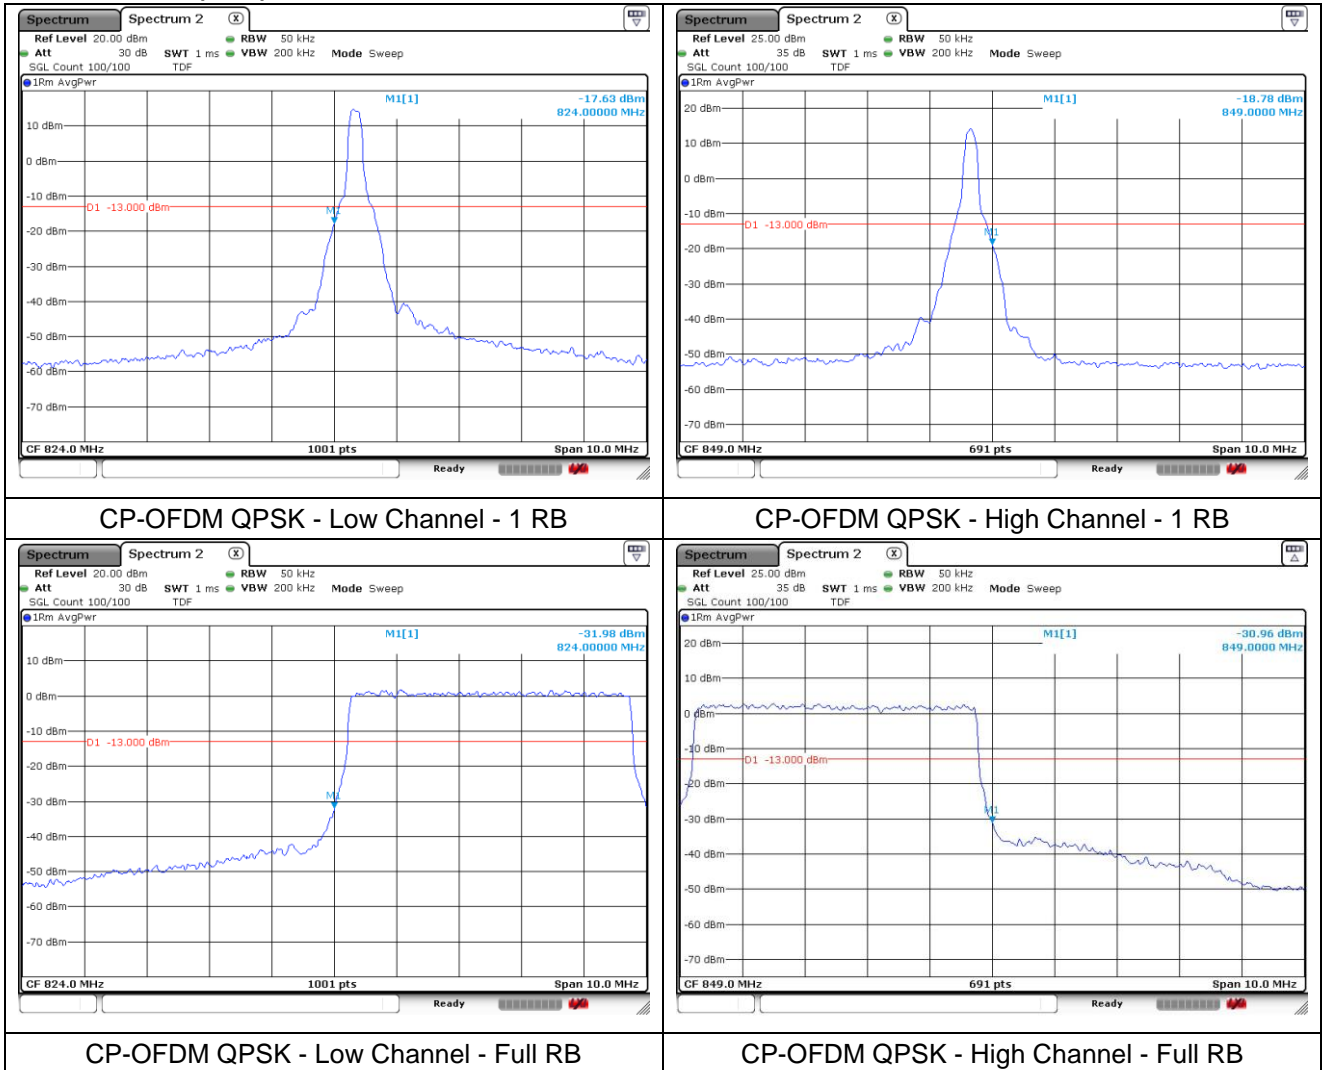 Spectrum Spectrum 2 X
Ref Level 20.00 dBm RBW 50 kHz
Att 30 dB SWT 1 ms VBW 200 kHz Mode Sweep
SGL Count 100/100 TDF
1Rm AvgPwr
M1[1] -17.63 dBm
824.00000 MHz
10 dBm
0 dBm
-10 dBm
D1 -13.000 dBm
M1
-20 dBm
-30 dBm
-40 dBm
-50 dBm
-60 dBm
-70 dBm
CF 824.0 MHz 1001 pts Span 10.0 MHz
Ready
Spectrum Spectrum 2 X
Ref Level 25.00 dBm RBW 50 kHz
Att 35 dB SWT 1 ms VBW 200 kHz Mode Sweep
SGL Count 100/100 TDF
1Rm AvgPwr
M1[1] -18.78 dBm
849.0000 MHz
20 dBm
10 dBm
0 dBm
-10 dBm
D1 -13.000 dBm
M1
-20 dBm
-30 dBm
-40 dBm
-50 dBm
-60 dBm
-70 dBm
CF 849.0 MHz 691 pts Span 10.0 MHz
Ready
CP-OFDM QPSK - Low Channel - 1 RB
CP-OFDM QPSK - High Channel - 1 RB
Spectrum Spectrum 2 X
Ref Level 20.00 dBm RBW 50 kHz
Att 30 dB SWT 1 ms VBW 200 kHz Mode Sweep
SGL Count 100/100 TDF
1Rm AvgPwr
M1[1] -31.98 dBm
824.00000 MHz
10 dBm
0 dBm
-10 dBm
D1 -13.000 dBm
-20 dBm
-30 dBm
M1
-40 dBm
-50 dBm
-60 dBm
-70 dBm
CF 824.0 MHz 1001 pts Span 10.0 MHz
Ready
Spectrum Spectrum 2 X
Ref Level 25.00 dBm RBW 50 kHz
Att 35 dB SWT 1 ms VBW 200 kHz Mode Sweep
SGL Count 100/100 TDF
1Rm AvgPwr
M1[1] -30.96 dBm
849.0000 MHz
20 dBm
10 dBm
0 dBm
-10 dBm
D1 -13.000 dBm
-20 dBm
M1
-30 dBm
-40 dBm
-50 dBm
-60 dBm
-70 dBm
CF 849.0 MHz 691 pts Span 10.0 MHz
Ready
CP-OFDM QPSK - Low Channel - Full RB
CP-OFDM QPSK - High Channel - Full RB